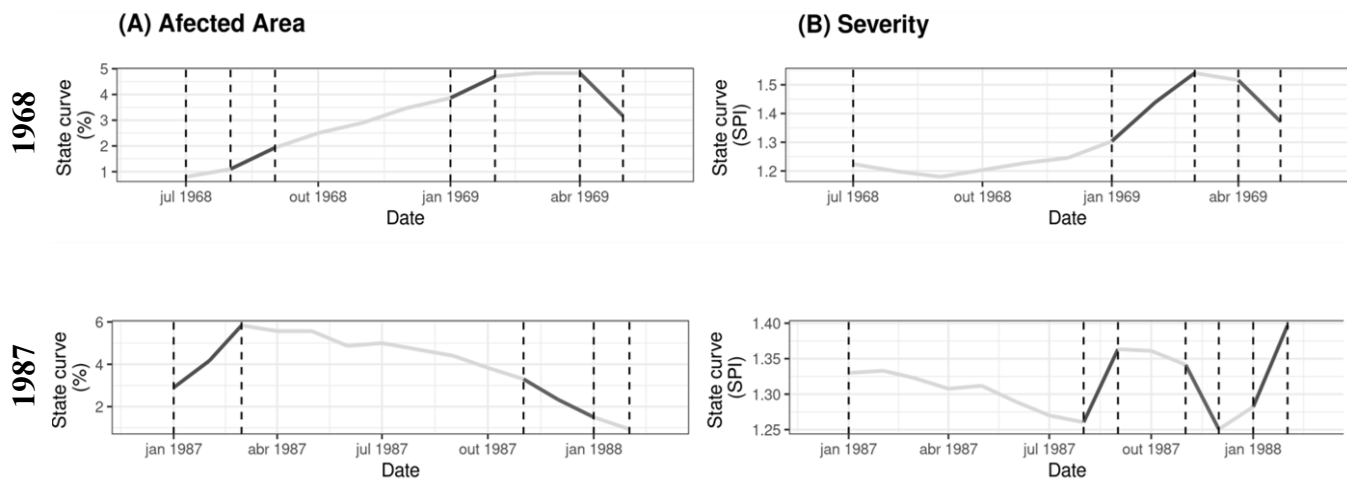 (A) Afected Area
(B) Severity
1968
State curve
(%)
5
4
3
2
1
jul 1968
out 1968
jan 1969
abr 1969
Date
State curve
(SPI)
1.5
1.4
1.3
1.2
jul 1968
out 1968
jan 1969
abr 1969
Date
1987
State curve
(%)
6
4
2
jan 1987
abr 1987
jul 1987
out 1987
jan 1988
Date
State curve
(SPI)
1.40
1.35
1.30
1.25
jan 1987
abr 1987
jul 1987
out 1987
jan 1988
Date